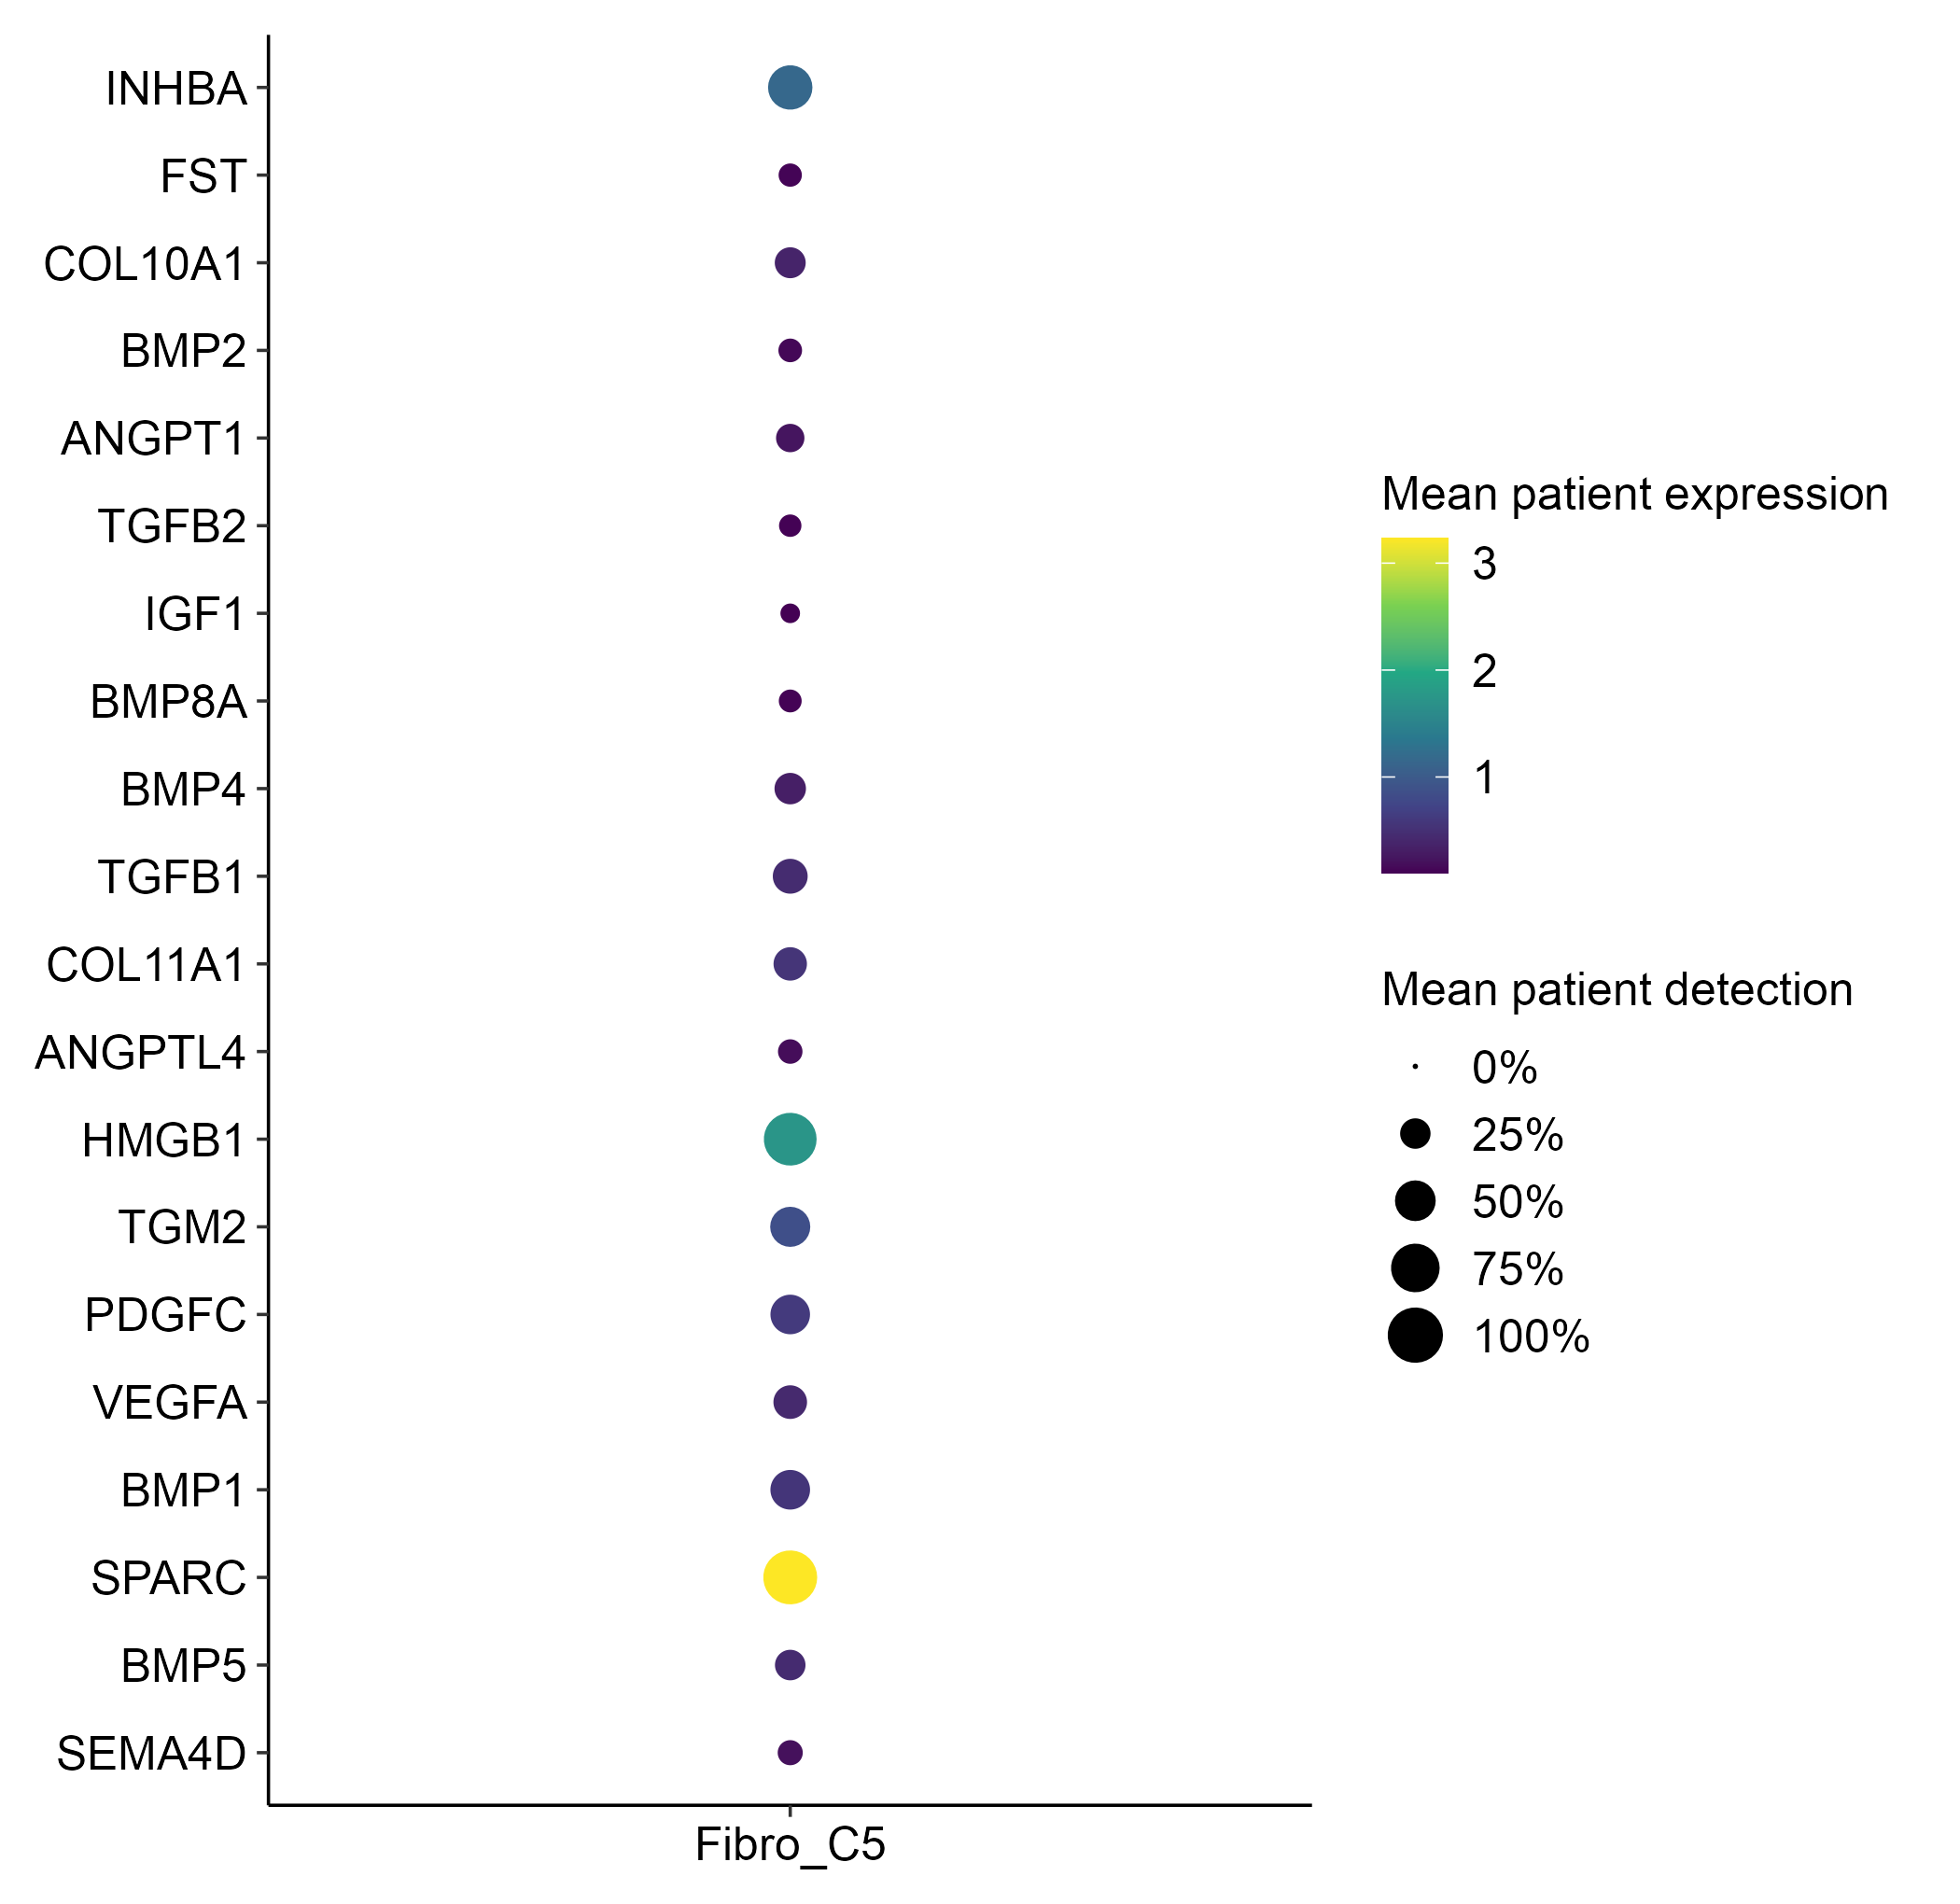 INHBA
FST
COL10A1
BMP2
ANGPT1
TGFB2
IGF1
BMP8A
BMP4
TGFB1
COL11A1
ANGPTL4
HMGB1
TGM2
PDGFC
VEGFA
BMP1
SPARC
BMP5
SEMA4D
Fibro_C5
Mean patient expression
3
2
1
Mean patient detection
0%
25%
50%
75%
100%